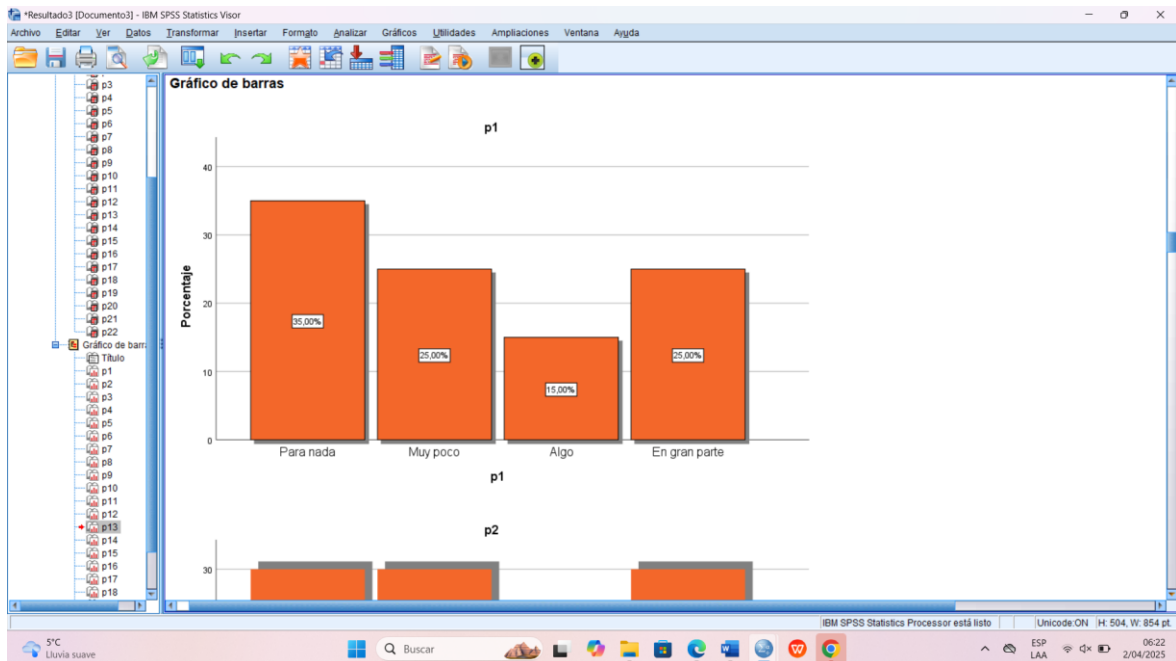 *Resultado3 [Documento3] - IBM SPSS Statistics Visor
Archivo Editar Ver Datos Transformar Insertar Formato Analizar Gráficos Utilidades Ampliaciones Ventana Ayuda
p3
p4
p5
p6
p7
p8
p9
p10
p11
p12
p13
p14
p15
p16
p17
p18
p19
p20
p21
p22
Gráfico de barra
Título
p1
p2
p3
p4
p5
p6
p7
p8
p9
p10
p11
p12
p13
p14
p15
p16
p17
p18
Gráfico de barras
p1
Porcentaje
40
30
20
10
0
35,00%
25,00%
15,00%
25,00%
Para nada Muy poco Algo En gran parte
p1
p2
30
IBM SPSS Statistics Processor está listo Unicode:ON H: 504, W: 854 pt.
5°C
Lluvia suave
Buscar
ESP
LAA
06:22
2/04/2025